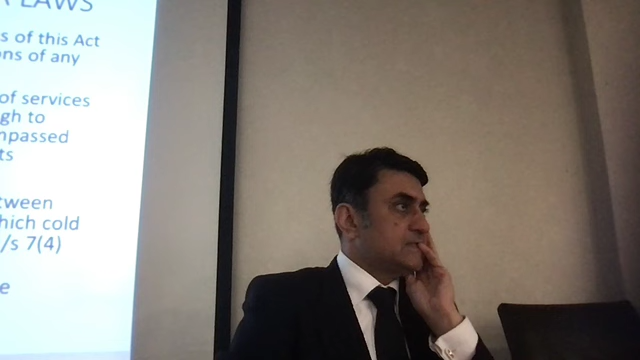 LAWS
s of this Act
ons of any
of services
gh to
npassed
ts
tween
hich cold
/s 7(4)
e